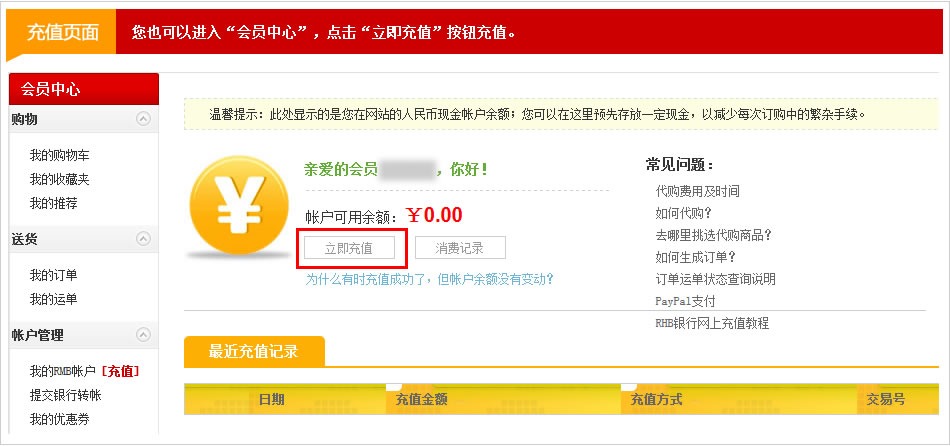 充值页面
您也可以进入“会员中心”，点击“立即充值”按钮充值。
会员中心
购物
我的购物车
我的收藏夹
我的推荐
送货
我的订单
我的运单
帐户管理
我的RMB帐户【充值】
提交银行转帐
我的优惠券
温馨提示：此处显示的是您在网站的人民币现金帐户余额；您可以在这里预先存放一定现金，以减少每次订购中的繁杂手续。
¥
亲爱的会员，你好！
帐户可用余额：￥0.00
立即充值
消费记录
为什么有时充值成功了，但帐户余额没有变动？
常见问题：
代购费用及时间
如何代购？
去哪里挑选代购商品？
如何生成订单？
订单运单状态查询说明
PayPal支付
RHB银行网上充值教程
最近充值记录
日期 充值金额 充值方式 交易号